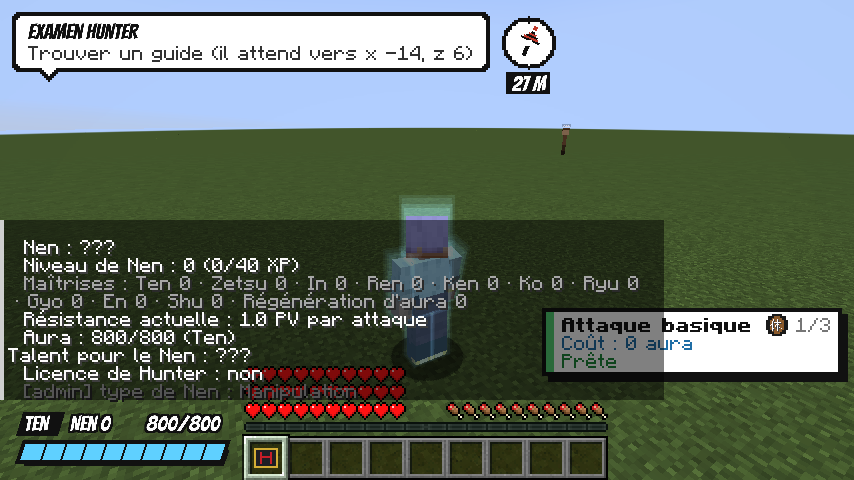 EXAMEN HUNTER
Trouver un guide (il attend vers x -14, z 6)
27 M
Nen : ???
Niveau de Nen : 0 (0/40 XP)
Maîtrises : Ten 0 · Zetsu 0 · In 0 · Ren 0 · Ken 0 · Ko 0 · Ryu 0
· Gyo 0 · En 0 · Shu 0 · Régénération d'aura 0
Résistance actuelle : 1.0 PV par attaque
Aura : 800/800 (Ten)
Talent pour le Nen : ???
Licence de Hunter : non
[admin] type de Nen : Manipulation
Attaque basique 1/3
Coût : 0 aura
Prête
TEN NEN 0 800/800
H